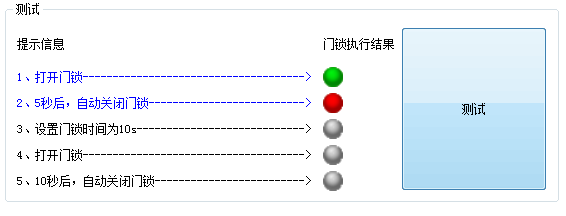 测试
提示信息 门锁执行结果
1、打开门锁------------------------------------->
2、5秒后，自动关闭门锁-------------------------->
3、设置门锁时间为10s---------------------------->
4、打开门锁------------------------------------->
5、10秒后，自动关闭门锁------------------------->
测试